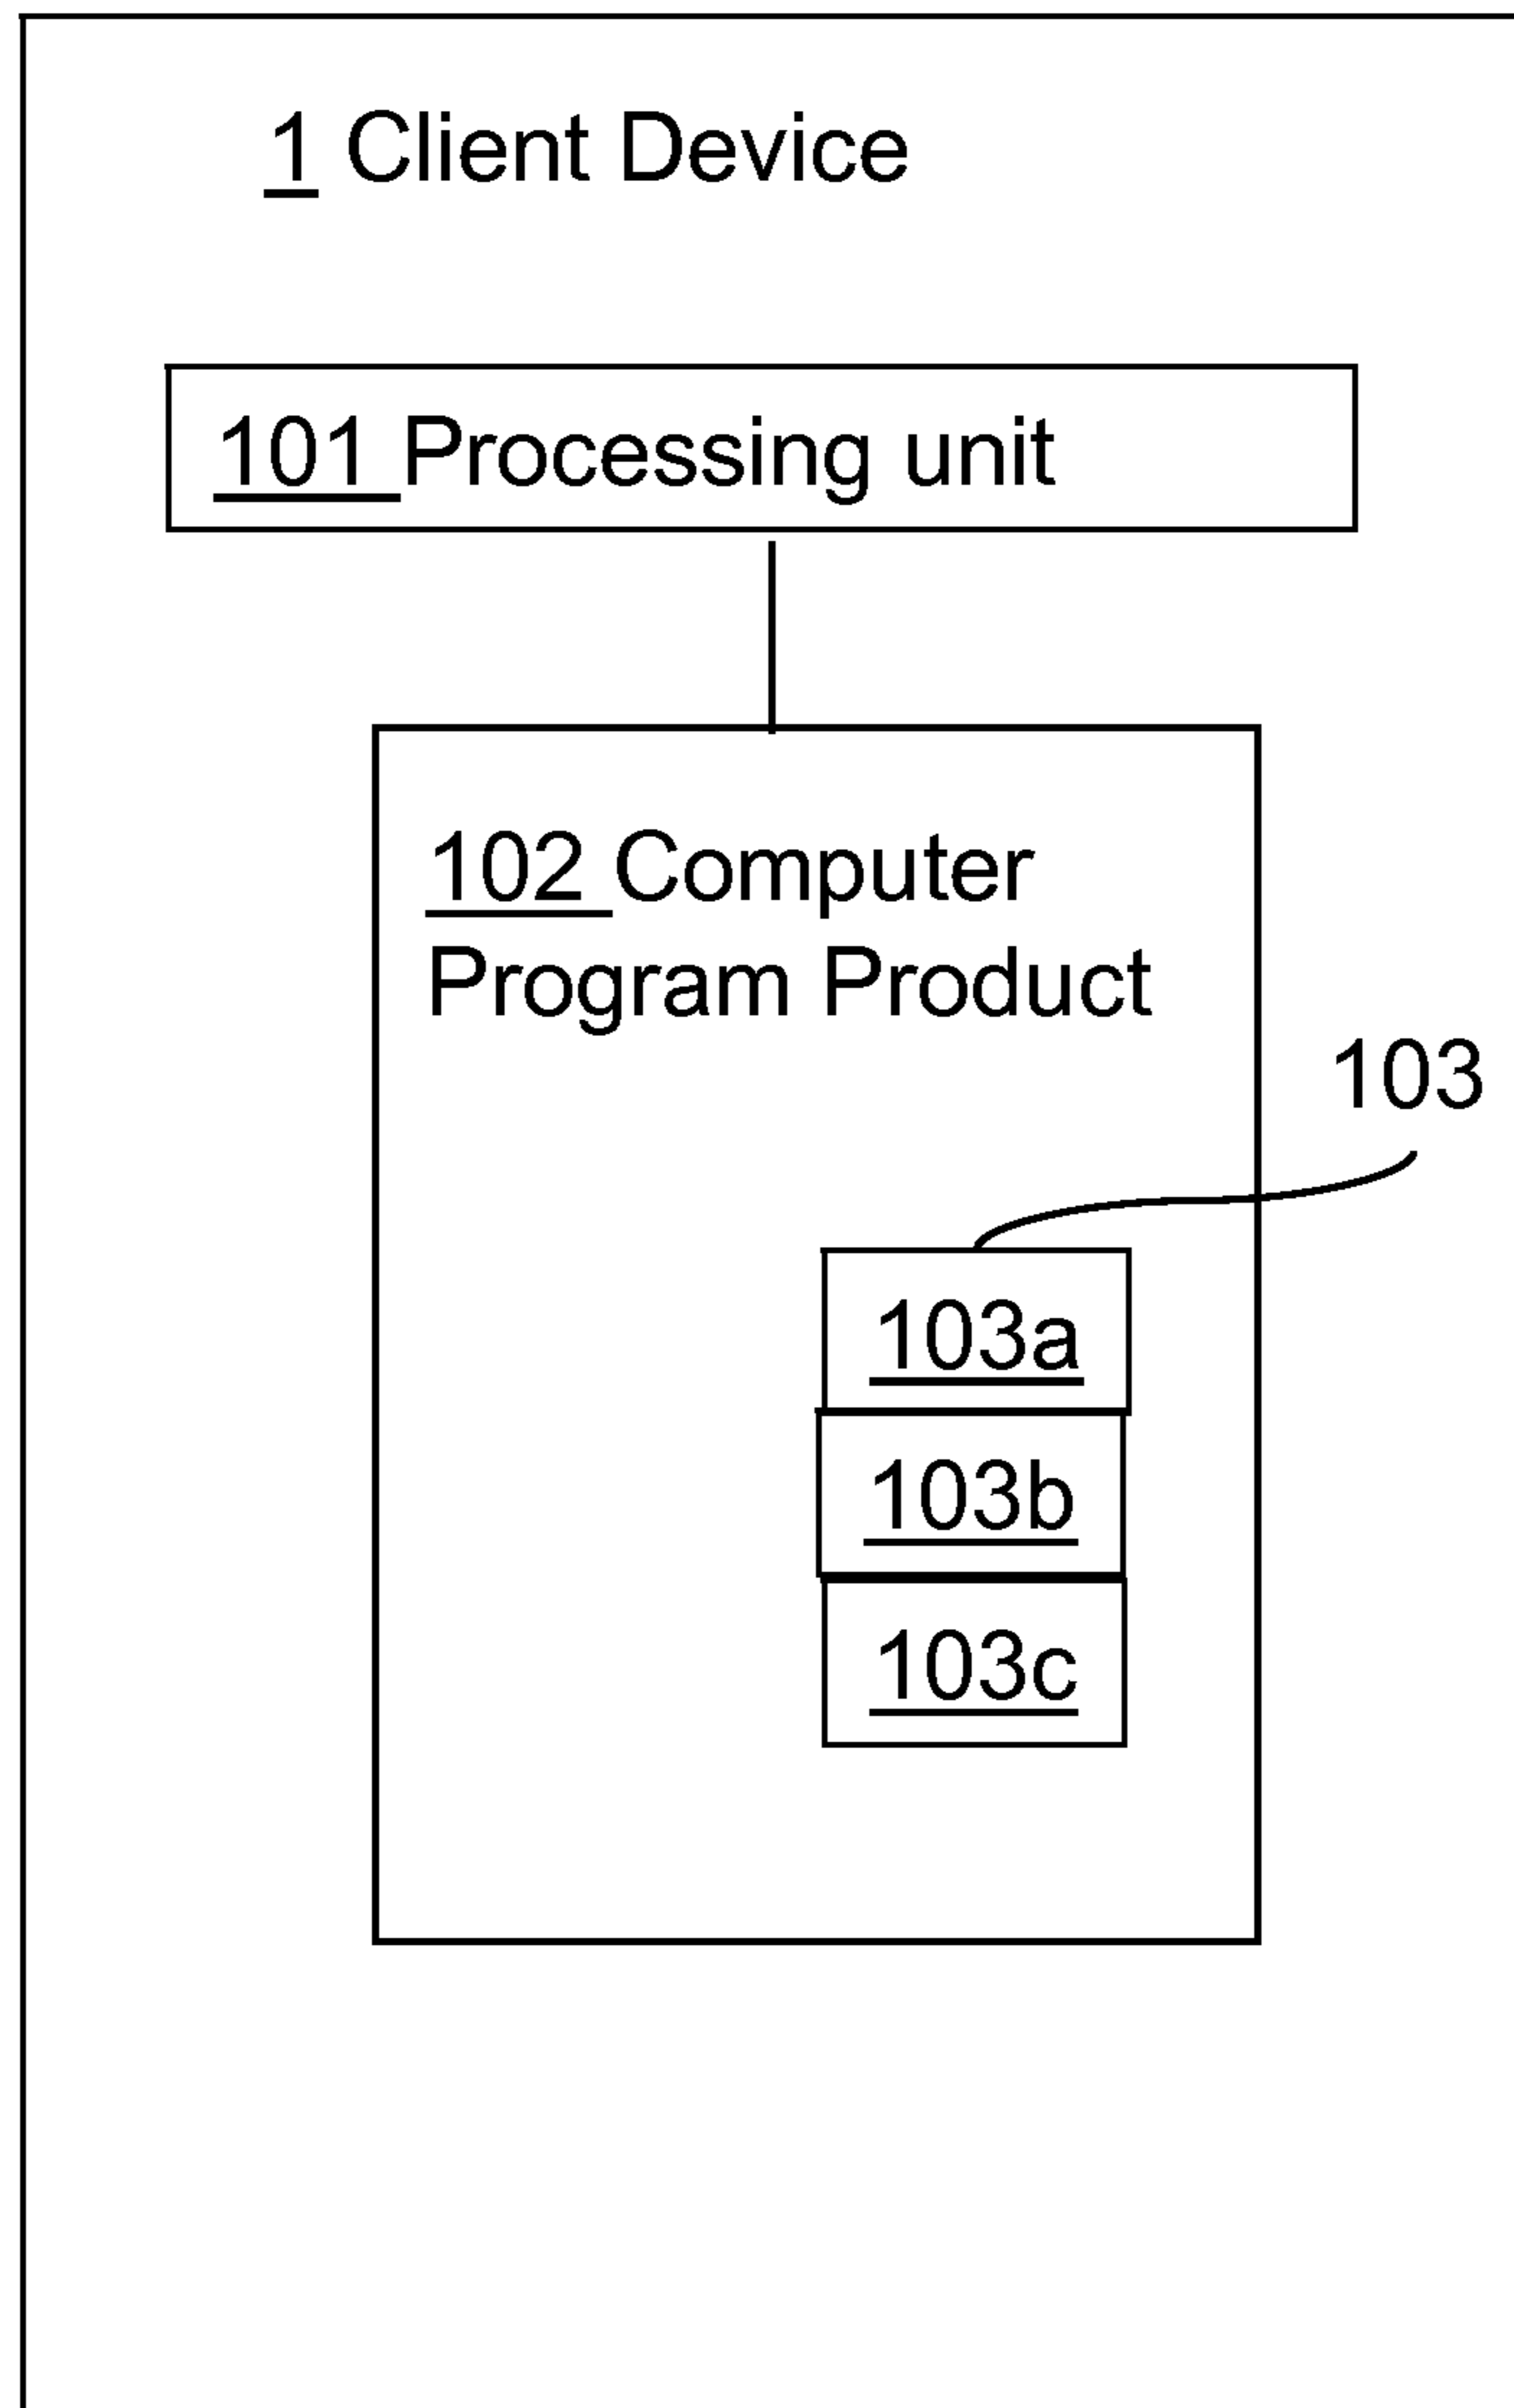 1 Client Device
101 Processing unit
102 Computer
Program Product
103
103a
103b
103c